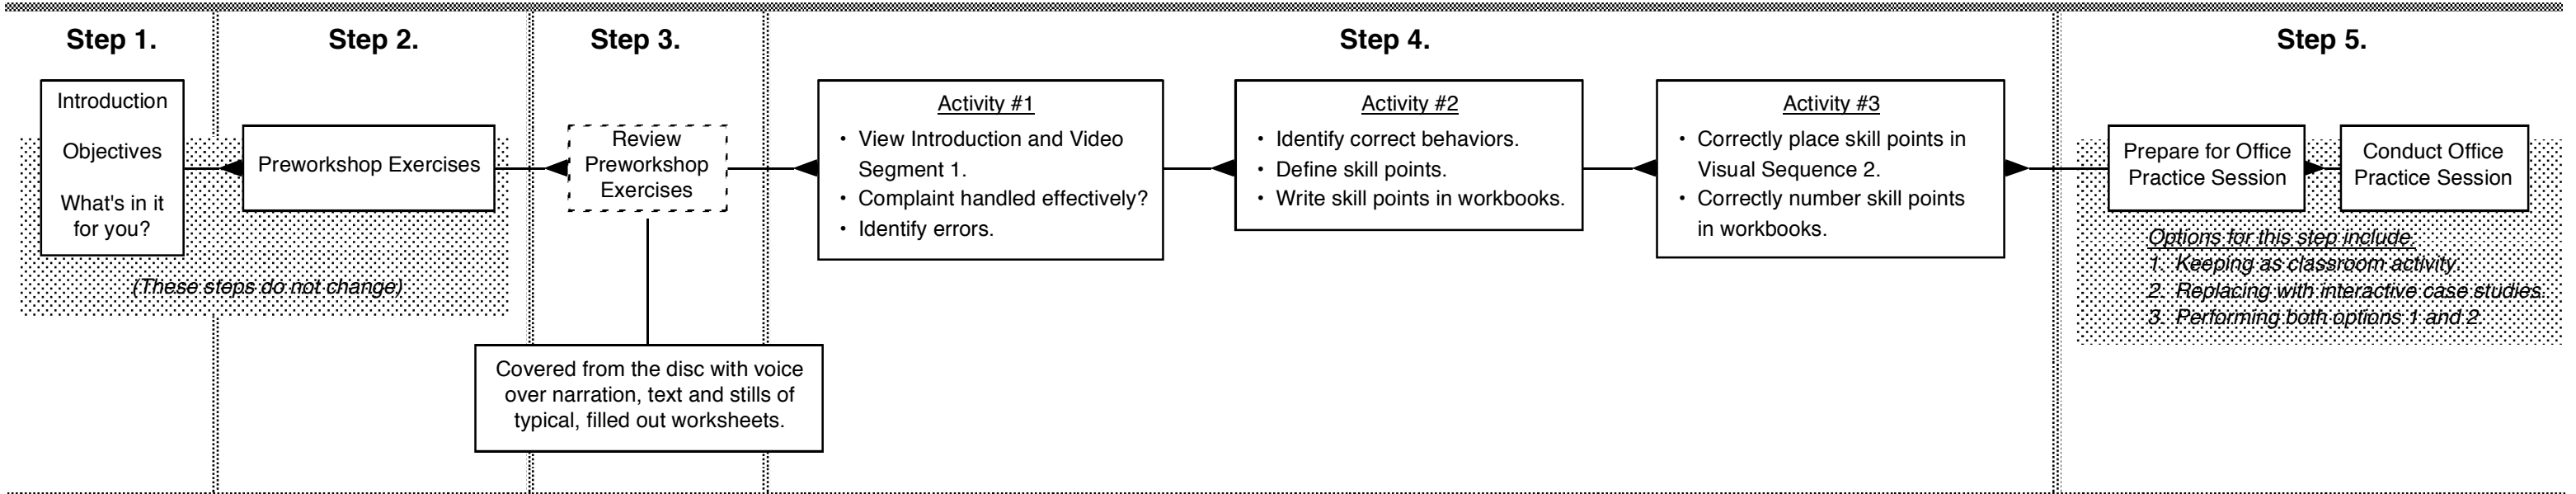 Step 1.
Introduction
Objectives
What's in it
for you?
Step 2.
Preworkshop Exercises
(These steps do not change)
Step 3.
Review
Preworkshop
Exercises
Covered from the disc with voice
over narration, text and stills of
typical, filled out worksheets.
Step 4.
Activity #1
• View Introduction and Video
Segment 1.
• Complaint handled effectively?
• Identify errors.
Activity #2
• Identify correct behaviors.
• Define skill points.
• Write skill points in workbooks.
Activity #3
• Correctly place skill points in
Visual Sequence 2.
• Correctly number skill points
in workbooks.
Step 5.
Prepare for Office
Practice Session
Conduct Office
Practice Session
Options for this step include
1. Keeping as classroom activity.
2. Replacing with interactive case studies
3. Performing both options 1 and 2